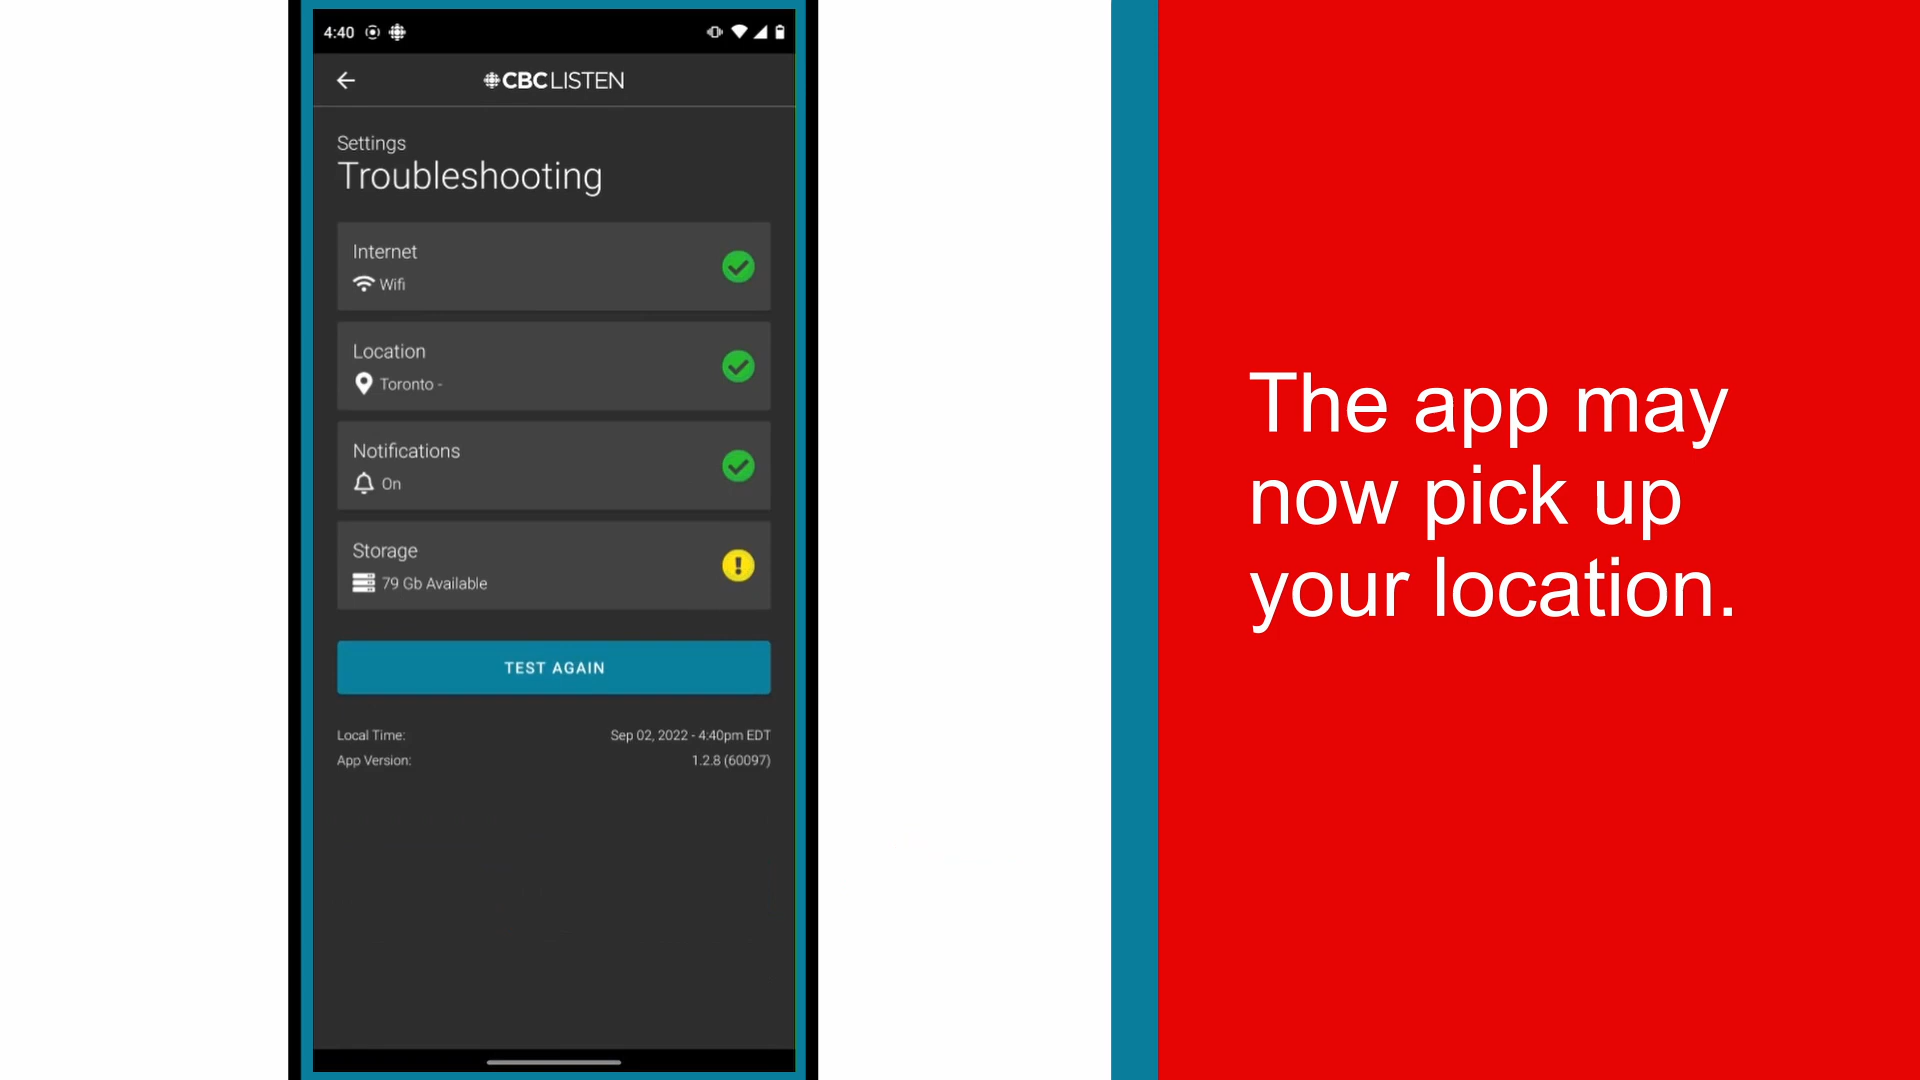 4:40
CBC LISTEN
Settings
Troubleshooting
Internet
Wifi
Location
Toronto -
Notifications
On
Storage
79 Gb Available
TEST AGAIN
Local Time: Sep 02, 2022 - 4:40pm EDT
App Version: 1.2.8 (60097)
The app may
now pick up
your location.